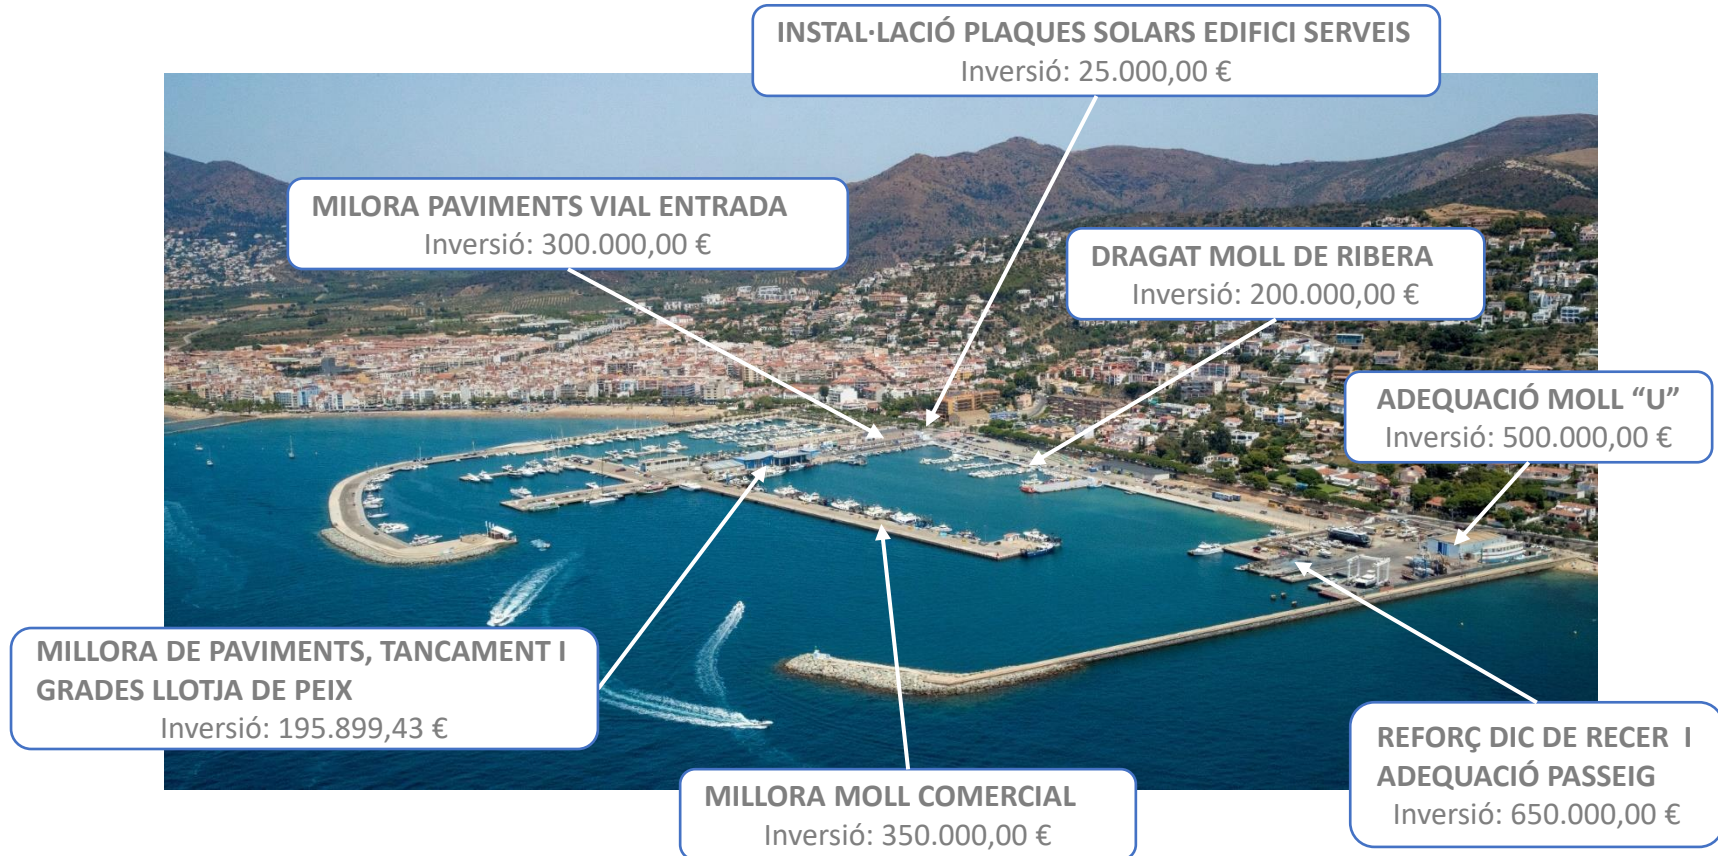 INSTAL·LACIÓ PLAQUES SOLARS EDIFICI SERVEIS
Inversió: 25.000,00 €
MILORA PAVIMENTS VIAL ENTRADA
Inversió: 300.000,00 €
DRAGAT MOLL DE RIBERA
Inversió: 200.000,00 €
ADEQUACIÓ MOLL “U”
Inversió: 500.000,00 €
MILLORA DE PAVIMENTS, TANCAMENT I
GRADES LLOTJA DE PEIX
Inversió: 195.899,43 €
REFORÇ DIC DE RECER I
ADEQUACIÓ PASSEIG
Inversió: 650.000,00 €
MILLORA MOLL COMERCIAL
Inversió: 350.000,00 €